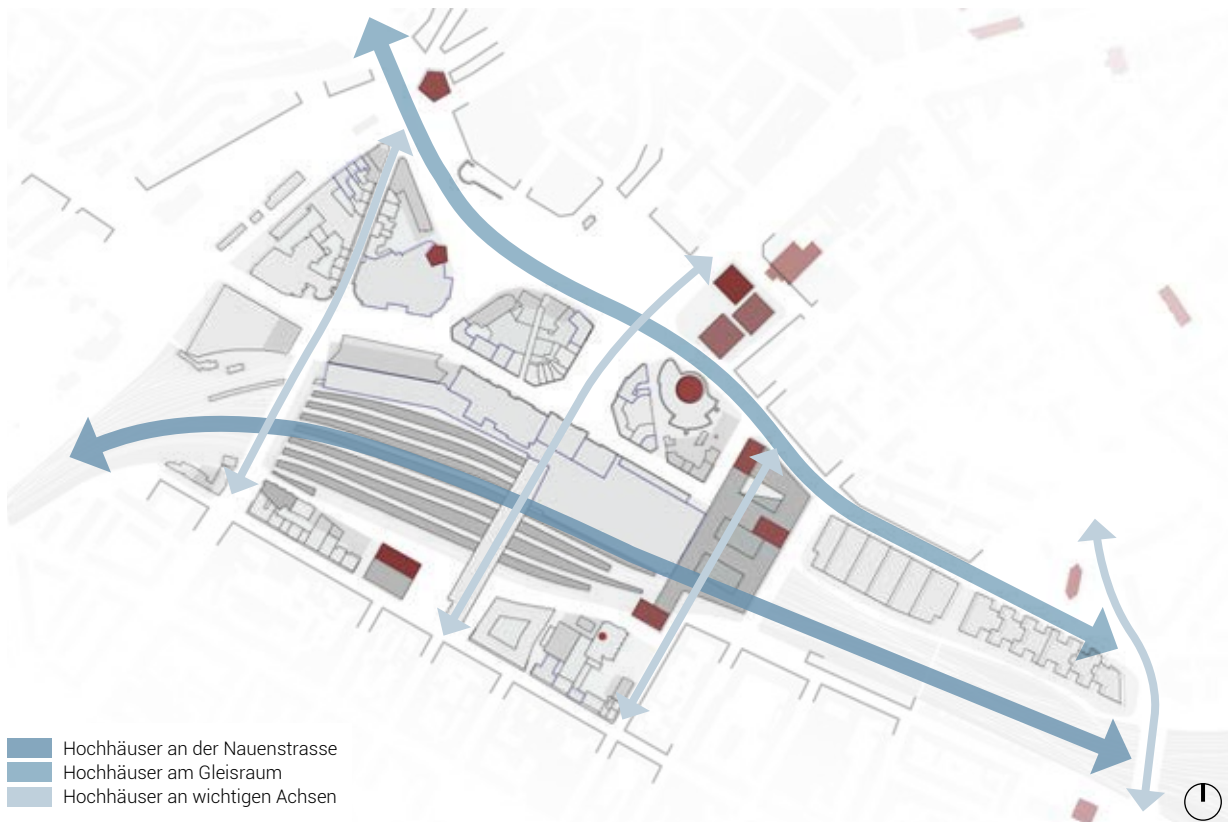 Hochhäuser an der Nauenstrasse
Hochhäuser am Gleisraum
Hochhäuser an wichtigen Achsen